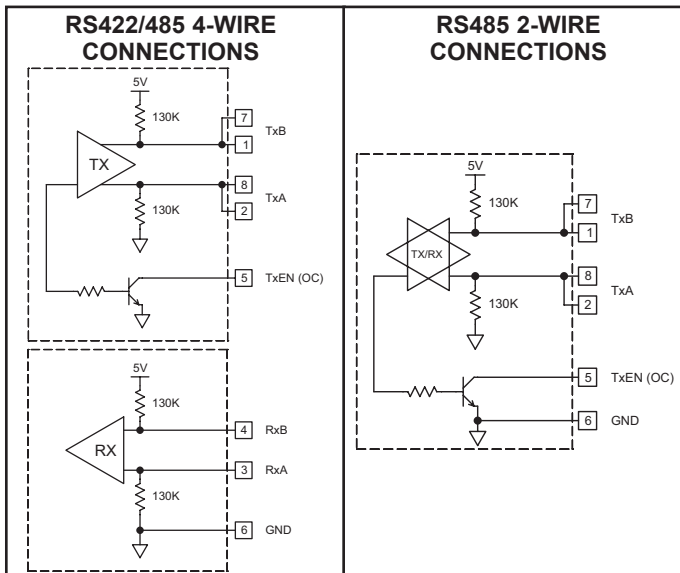 RS422/485 4-WIRE
CONNECTIONS
5V
130K
7
TxB
1
TX
8
TxA
130K
2
5
TxEN (OC)
5V
130K
4
RxB
RX
3
RxA
130K
6
GND
RS485 2-WIRE
CONNECTIONS
5V
130K
7
TxB
1
TX/RX
8
TxA
130K
2
5
TxEN (OC)
6
GND